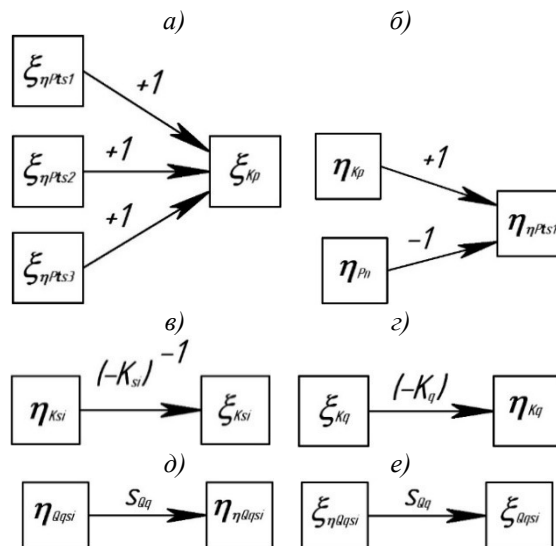 а) б)
ξηPts1 +1
ξηPts2 +1 ξKp ηKp +1
ξηPts3 +1 ηPn −1 ηηPts1
в) г)
ηKsi (−Ksi)−1 ξKsi ξKq (−Kq) ηKq
д) е)
ηQqsi SQq ηηQqsi ξηQqsi SQq ξQqsi